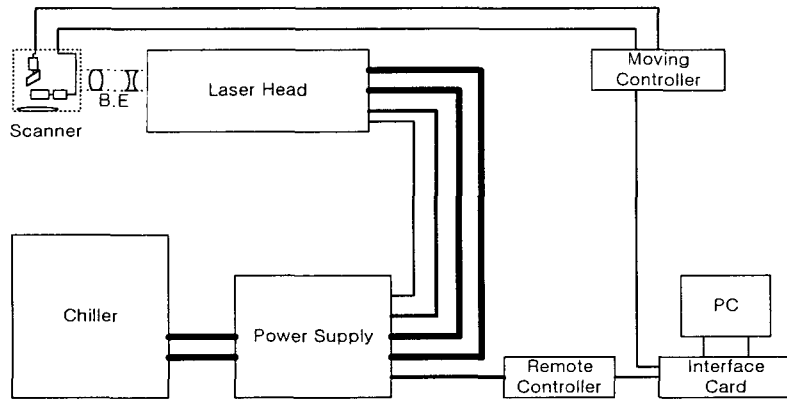 Moving
Controller
Laser Head
B.E
Scanner
Chiller
Power Supply
PC
Remote
Controller
Interface
Card